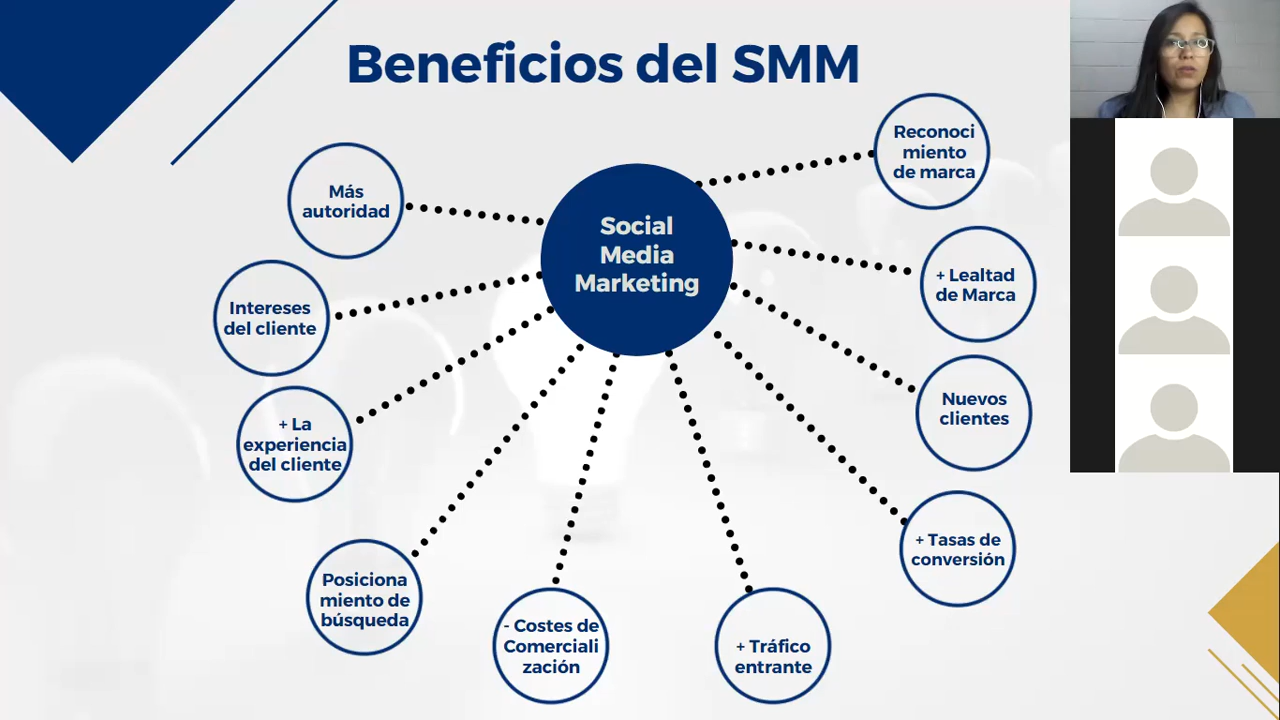 Beneficios del SMM
Social
Media
Marketing
Reconoci
miento
de marca
+ Lealtad
de Marca
Nuevos
clientes
+ Tasas de
conversión
+ Tráfico
entrante
- Costes de
Comerciali
zación
Posiciona
miento de
búsqueda
+ La
experiencia
del cliente
Intereses
del cliente
Más
autoridad